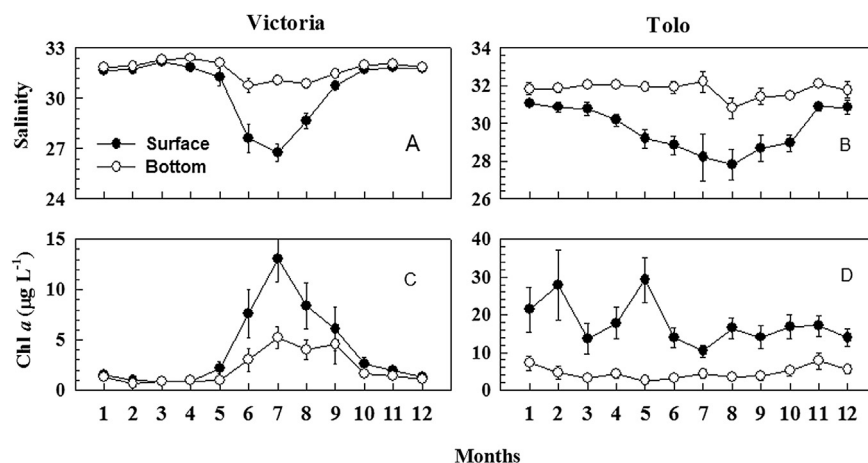 Victoria Tolo
Salinity
33
30
27
24
34
32
30
28
26
Surface
Bottom
A
B
Chl a (µg L-1)
15
10
5
0
40
30
20
10
0
C
D
1 2 3 4 5 6 7 8 9 10 11 12
1 2 3 4 5 6 7 8 9 10 11 12
Months